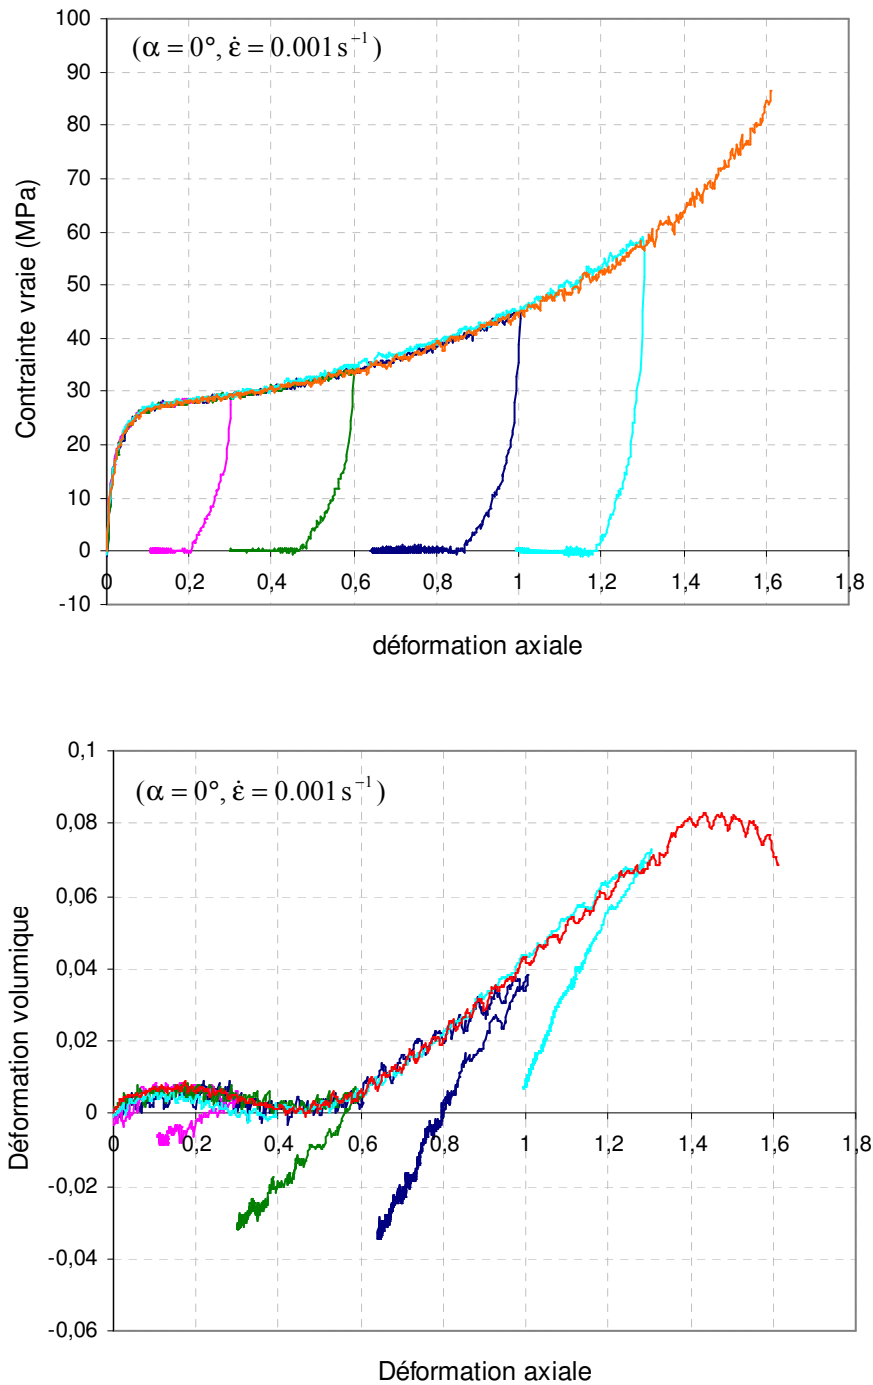 100
90
80
70
60
50
40
30
20
10
0
-10
(α = 0°, ε̇ = 0.001 s⁻¹)
Contrainte vraie (MPa)
0 0,2 0,4 0,6 0,8 1 1,2 1,4 1,6 1,8
déformation axiale
0,1
0,08
0,06
0,04
0,02
0
-0,02
-0,04
-0,06
(α = 0°, ε̇ = 0.001 s⁻¹)
Déformation volumique
0 0,2 0,4 0,6 0,8 1 1,2 1,4 1,6 1,8
Déformation axiale